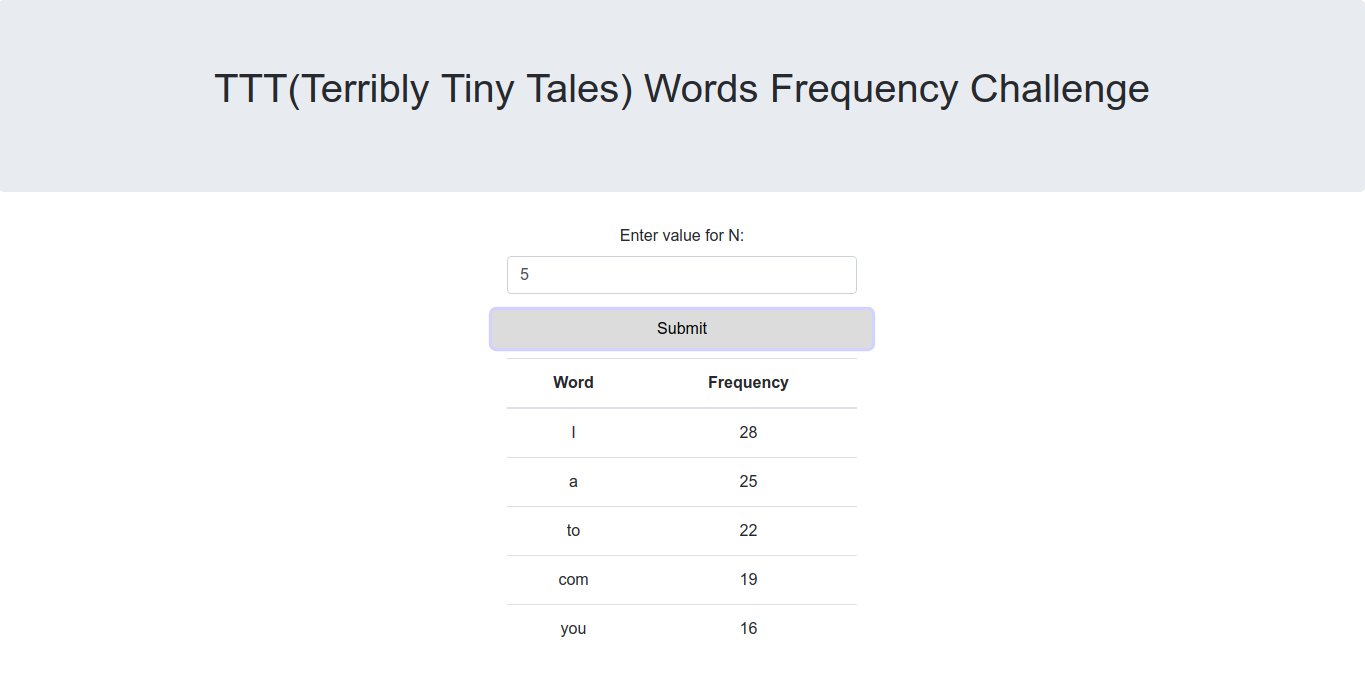 TTT(Terribly Tiny Tales) Words Frequency Challenge
Enter value for N:
5
Submit
Word Frequency
I 28
a 25
to 22
com 19
you 16